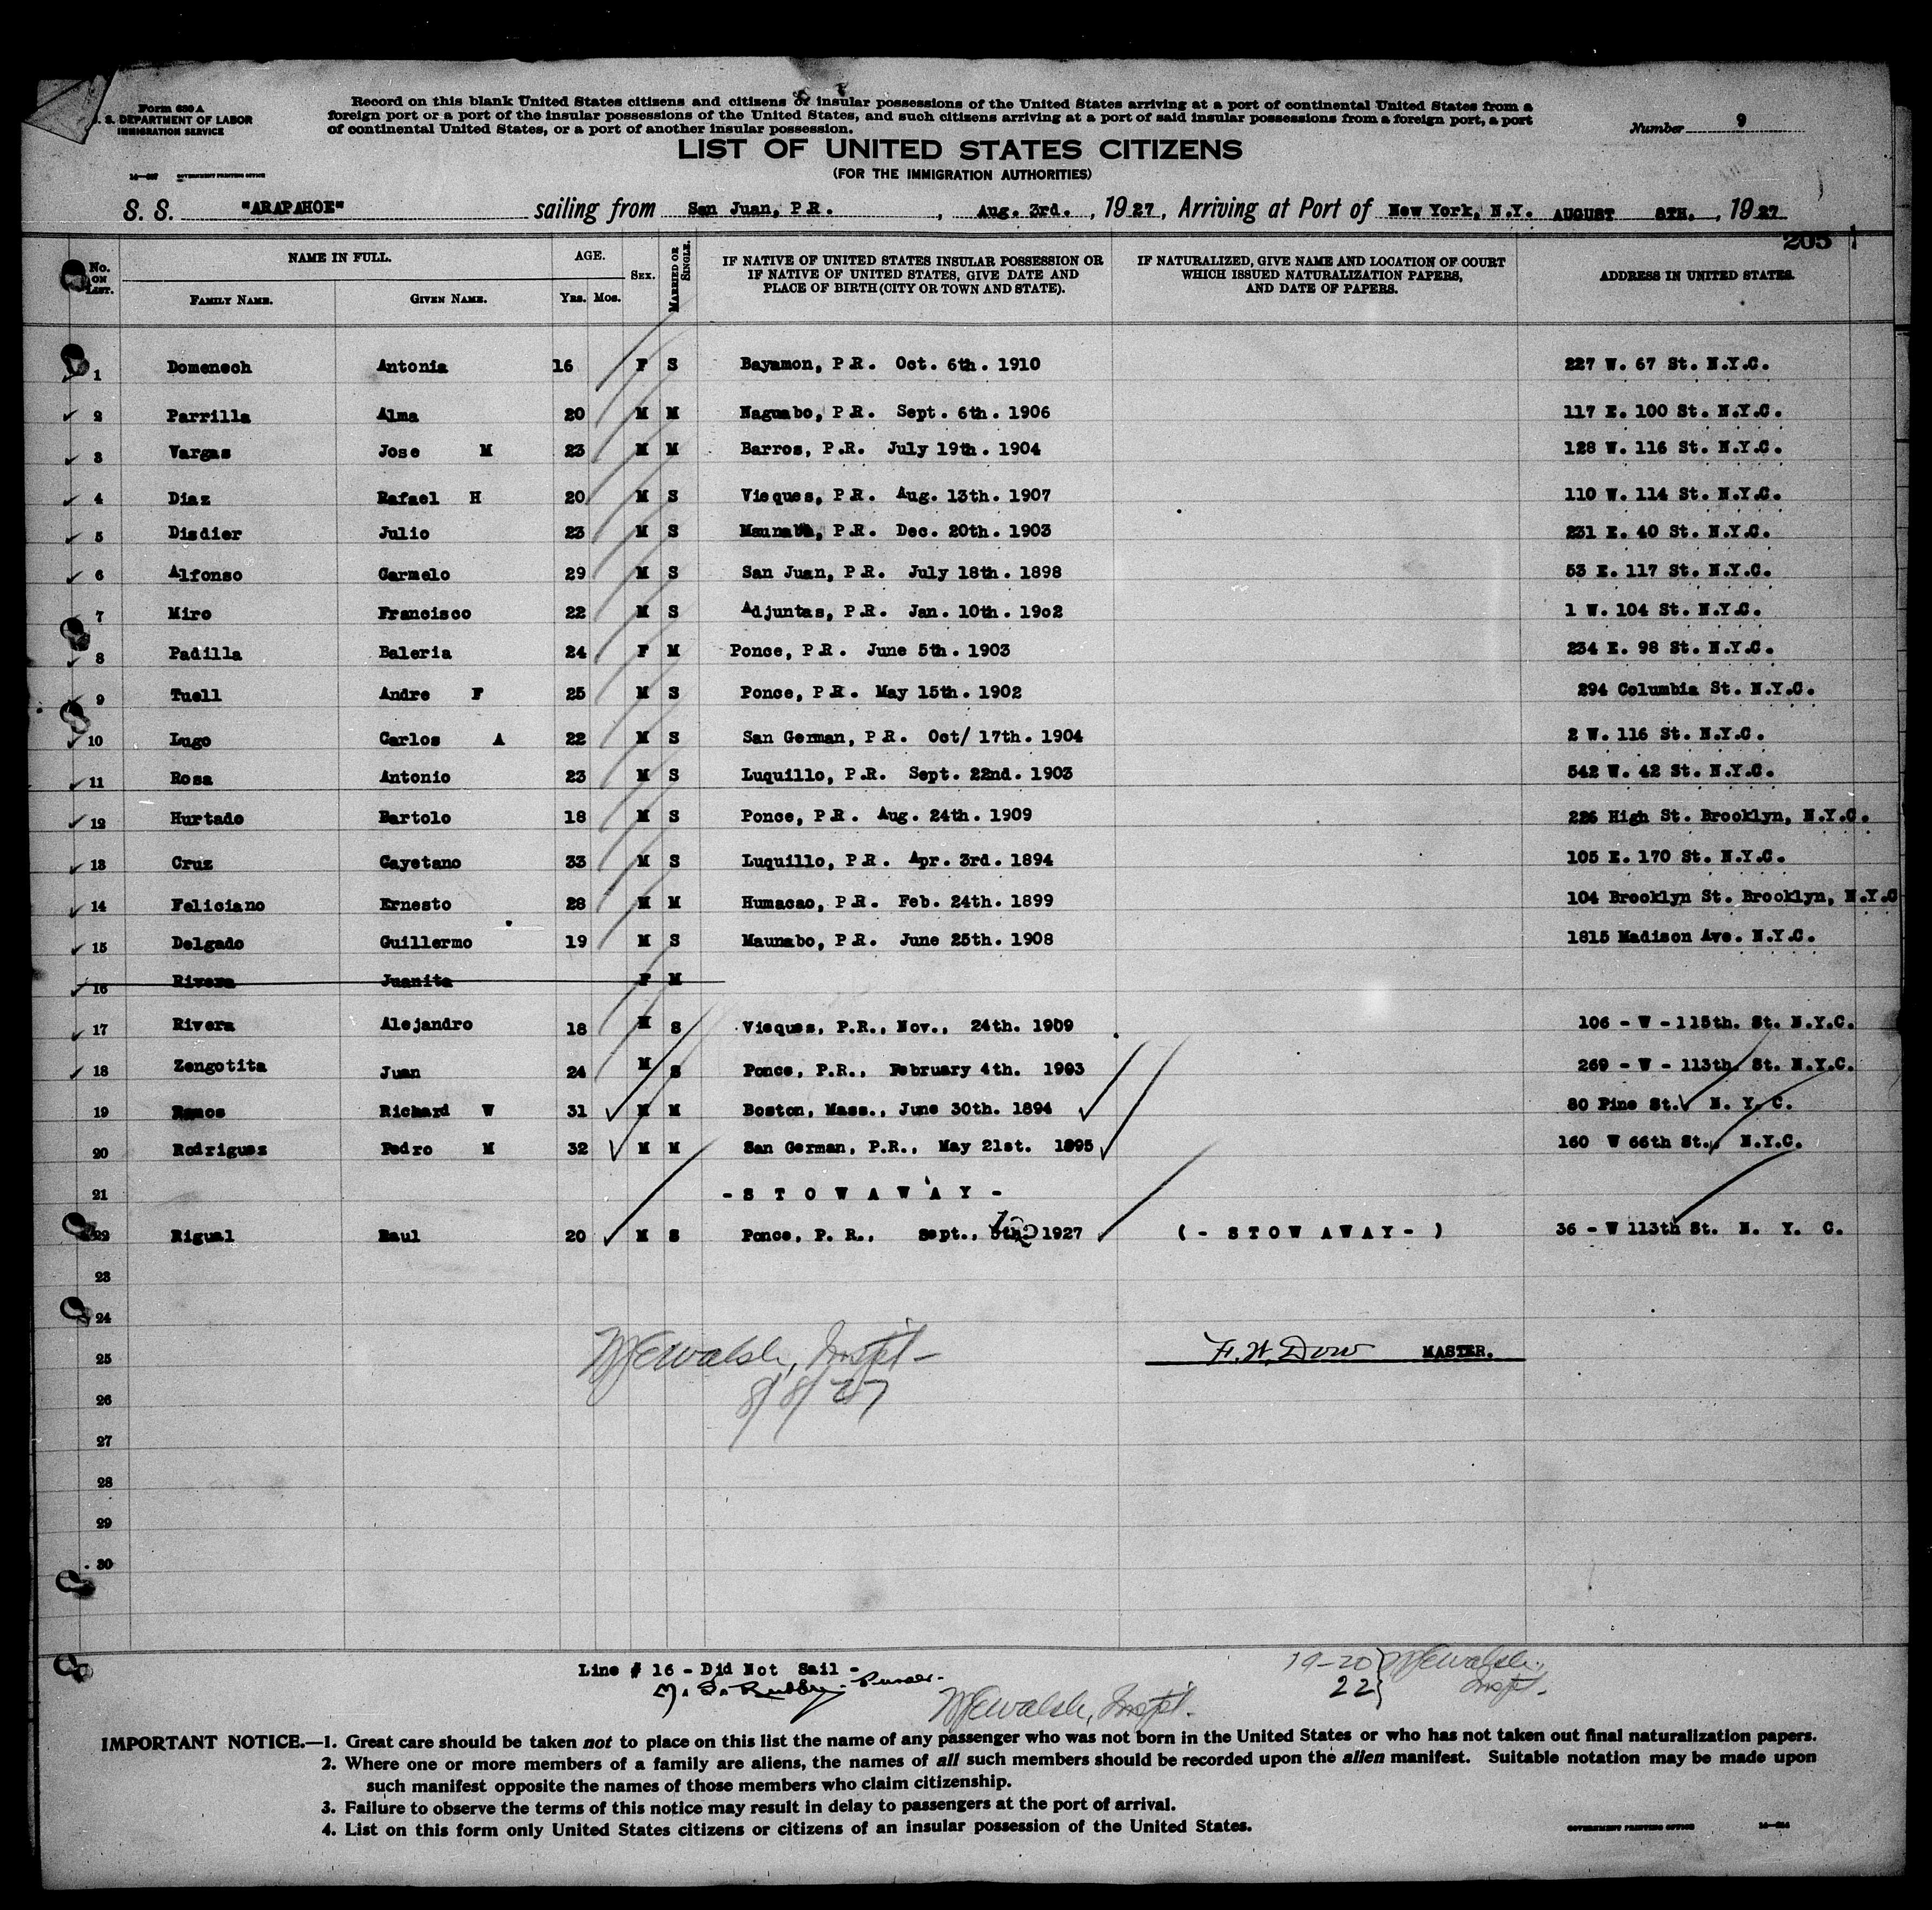 Form 630 A
U. S. DEPARTMENT OF LABOR
IMMIGRATION SERVICE
Record on this blank United States citizens and citizens of insular possessions of the United States arriving at a port of continental United States from a
foreign port or a port of the insular possessions of the United States, and such citizens arriving at a port of said insular possessions from a foreign port, a port
of continental United States, or a port of another insular possession.
Number 9
LIST OF UNITED STATES CITIZENS
(FOR THE IMMIGRATION AUTHORITIES)
GOVERNMENT PRINTING OFFICE
S. S. "ARAPAHOE" sailing from San Juan, P.R. , Aug. 3rd. , 1927, Arriving at Port of New York, N.Y. AUGUST 8TH. , 1927
205
No. ON LIST. NAME IN FULL. AGE. SEX. MARRIED OR SINGLE. IF NATIVE OF UNITED STATES INSULAR POSSESSION OR IF NATIVE OF UNITED STATES, GIVE DATE AND PLACE OF BIRTH (CITY OR TOWN AND STATE). IF NATURALIZED, GIVE NAME AND LOCATION OF COURT WHICH ISSUED NATURALIZATION PAPERS, AND DATE OF PAPERS. ADDRESS IN UNITED STATES.
FAMILY NAME. GIVEN NAME. Yrs. Mos.
1 Domenech Antonia 16 F S Bayamon, P.R. Oct. 6th. 1910 227 W. 67 St. N.Y.C.
2 Parrilla Alma 20 M M Naguabo, P.R. Sept. 6th. 1906 117 E. 100 St. N.Y.C.
3 Vargas Jose M 23 M M Barros, P.R. July 19th. 1904 128 W. 116 St. N.Y.C.
4 Diaz Rafael H 20 M S Vieques, P.R. Aug. 13th. 1907 110 W. 114 St. N.Y.C.
5 Disdier Julio 23 M S Maunabo, P.R. Dec. 20th. 1903 231 E. 40 St. N.Y.C.
6 Alfonso Carmelo 29 M S San Juan, P.R. July 18th. 1898 53 E. 117 St. N.Y.C.
7 Miro Francisco 22 M S Adjuntas, P.R. Jan. 10th. 19o2 1 W. 104 St. N.Y.C.
8 Padilla Baleria 24 F M Ponce, P.R. June 5th. 1903 234 E. 98 St. N.Y.C.
9 Tuell Andre F 25 M S Ponce, P.R. May 15th. 1902 294 Columbia St. N.Y.C.
10 Lugo Carlos A 22 M S San German, P.R. Oct/ 17th. 1904 2 W. 116 St. N.Y.C.
11 Rosa Antonio 23 M S Luquillo, P.R. Sept. 22nd. 1903 542 W. 42 St. N.Y.C.
12 Hurtado Bartolo 18 M S Ponce, P.R. Aug. 24th. 1909 226 High St. Brooklyn, N.Y.C.
13 Cruz Cayetano 33 M S Luquillo, P.R. Apr. 3rd. 1894 105 E. 170 St. N.Y.C.
14 Feliciano Ernesto 28 M M Humacao, P.R. Feb. 24th. 1899 104 Brooklyn St. Brooklyn, N.Y.C
15 Delgado Guillermo 19 M S Maunabo, P.R. June 25th. 1908 1815 Madison Ave. N.Y.C.
16 Rivera Juanita F M
17 Rivera Alejandro 18 M S Vieques, P.R., Nov., 24th. 1909 106 - W - 115th. St. N.Y.C.
18 Zengotita Juan 24 M S Ponce, P.R., February 4th. 1903 269 - W - 113th. St. N.Y.C.
19 Ramos Richard W 31 M M Boston, Mass., June 30th. 1894 80 Pine St. N. Y. C.
20 Rodriguez Pedro M 32 M M San German, P.R., May 21st. 1895 160 W 66th St., N.Y.C.
21 - S T O W A W A Y -
22 Rigual Raul 20 M S Ponce, P. R., Sept., 12 1927 ( - S T O W A W A Y - ) 36 - W 113th St. N. Y. C.
23
24
25 F. W. Dow MASTER.
WJEwalsh, Inspt -
26
8/8/27
27
28
29
30
Line # 16 - Did Not Sail -
Purser.
19-20 } WJEwalsh,
22 } Inspt.
WJEwalsh, Inspt.
IMPORTANT NOTICE.—1. Great care should be taken not to place on this list the name of any passenger who was not born in the United States or who has not taken out final naturalization papers.
2. Where one or more members of a family are aliens, the names of all such members should be recorded upon the alien manifest. Suitable notation may be made upon
such manifest opposite the names of those members who claim citizenship.
3. Failure to observe the terms of this notice may result in delay to passengers at the port of arrival.
4. List on this form only United States citizens or citizens of an insular possession of the United States.
GOVERNMENT PRINTING OFFICE